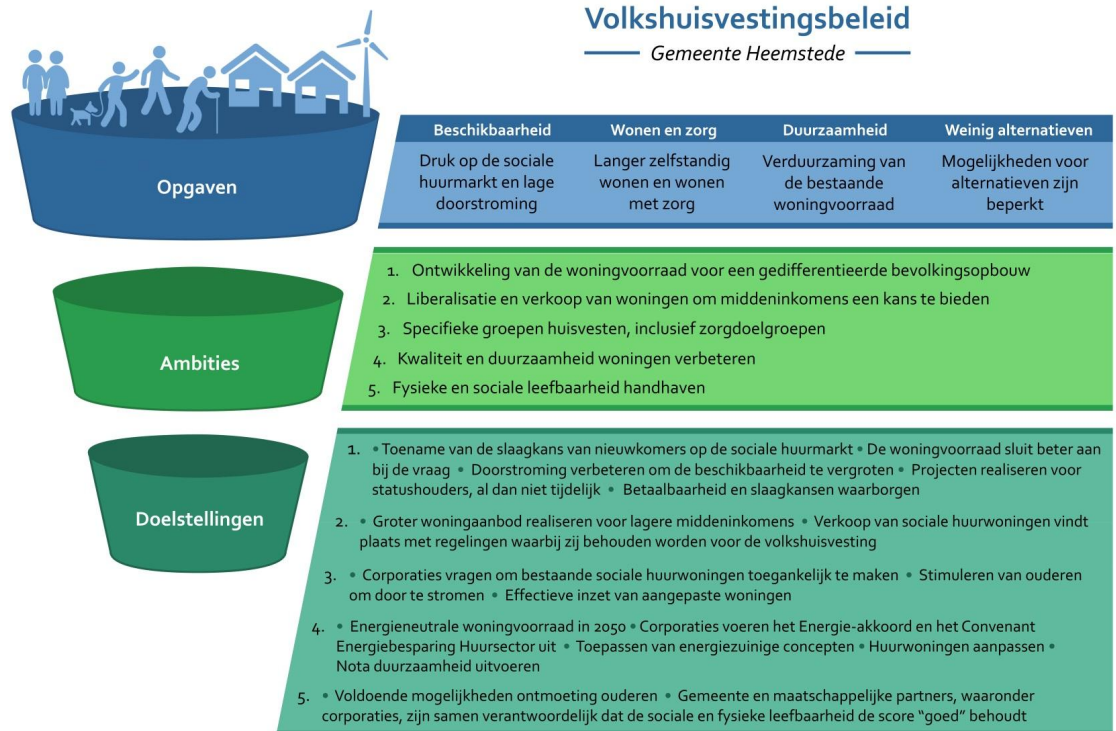 Volkshuisvestingsbeleid
Gemeente Heemstede
Opgaven
Beschikbaarheid
Druk op de sociale
huurmarkt en lage
doorstroming
Wonen en zorg
Langer zelfstandig
wonen en wonen
met zorg
Duurzaamheid
Verduurzaming van
de bestaande
woningvoorraad
Weinig alternatieven
Mogelijkheden voor
alternatieven zijn
beperkt
Ambities
1. Ontwikkeling van de woningvoorraad voor een gedifferentieerde bevolkingsopbouw
2. Liberalisatie en verkoop van woningen om middeninkomens een kans te bieden
3. Specifieke groepen huisvesten, inclusief zorgdoelgroepen
4. Kwaliteit en duurzaamheid woningen verbeteren
5. Fysieke en sociale leefbaarheid handhaven
Doelstellingen
1. • Toename van de slaagkans van nieuwkomers op de sociale huurmarkt • De woningvoorraad sluit beter aan
bij de vraag • Doorstroming verbeteren om de beschikbaarheid te vergroten • Projecten realiseren voor
statushouders, al dan niet tijdelijk • Betaalbaarheid en slaagkansen waarborgen
2. • Groter woningaanbod realiseren voor lagere middeninkomens • Verkoop van sociale huurwoningen vindt
plaats met regelingen waarbij zij behouden worden voor de volkshuisvesting
3. • Corporaties vragen om bestaande sociale huurwoningen toegankelijk te maken • Stimuleren van ouderen
om door te stromen • Effectieve inzet van aangepaste woningen
4. • Energieneutrale woningvoorraad in 2050 • Corporaties voeren het Energie-akkoord en het Convenant
Energiebesparing Huursector uit • Toepassen van energiezuinige concepten • Huurwoningen aanpassen •
Nota duurzaamheid uitvoeren
5. • Voldoende mogelijkheden ontmoeting ouderen • Gemeente en maatschappelijke partners, waaronder
corporaties, zijn samen verantwoordelijk dat de sociale en fysieke leefbaarheid de score “goed” behoudt